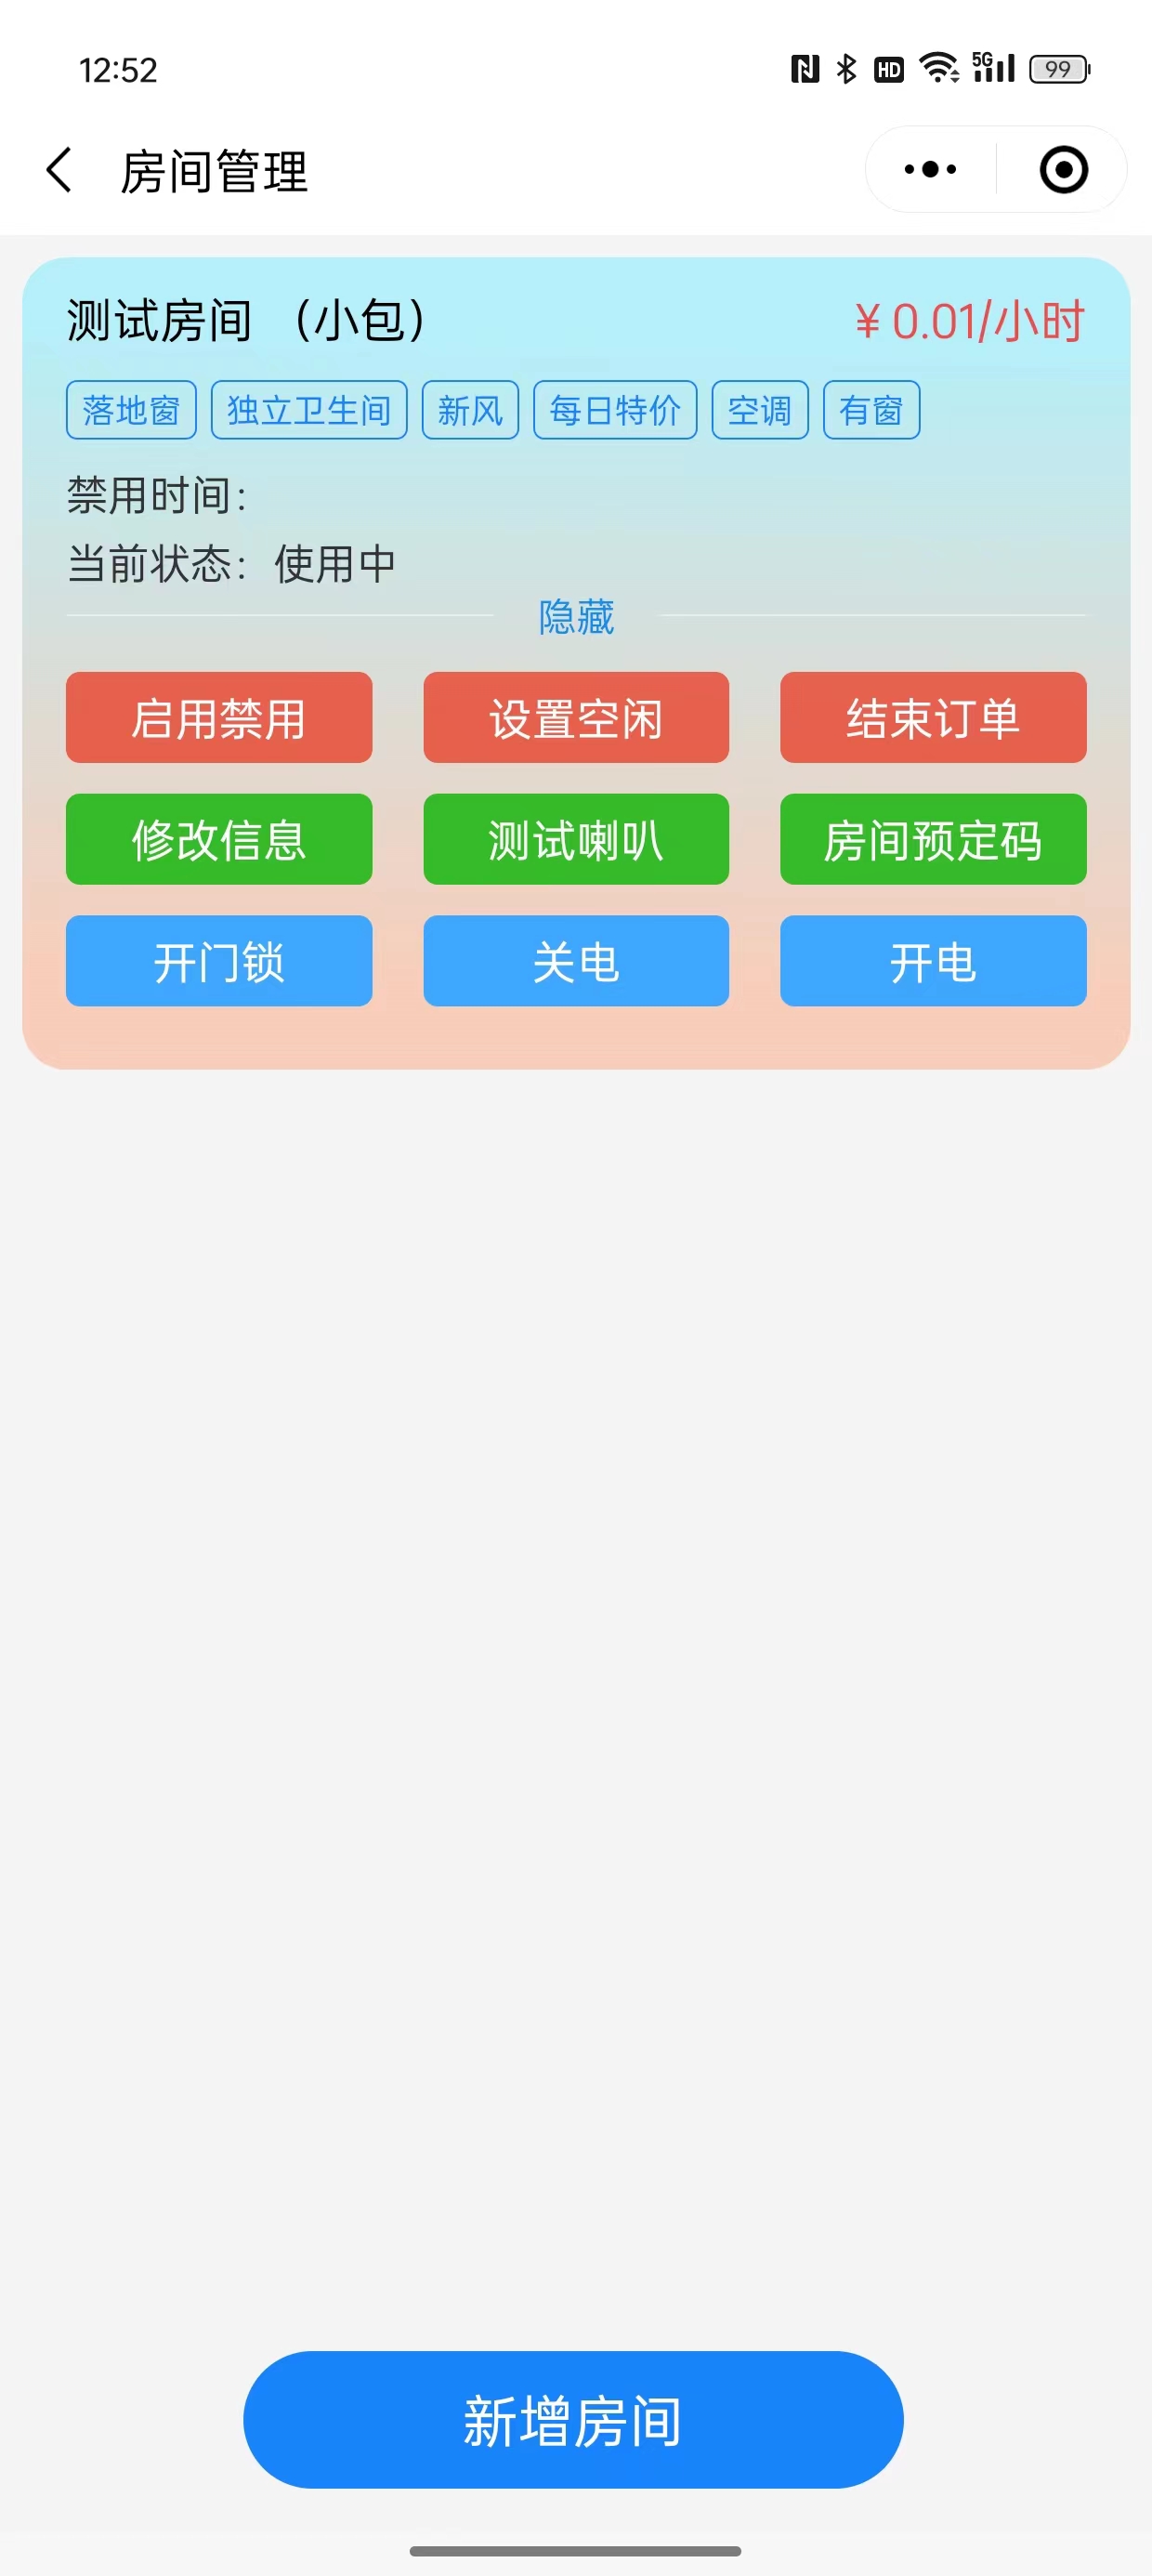 12:52 N HD 5G 99
房间管理
测试房间 （小包） ￥0.01/小时
落地窗 独立卫生间 新风 每日特价 空调 有窗
禁用时间：
当前状态：使用中
隐藏
启用禁用 设置空闲 结束订单
修改信息 测试喇叭 房间预定码
开门锁 关电 开电
新增房间